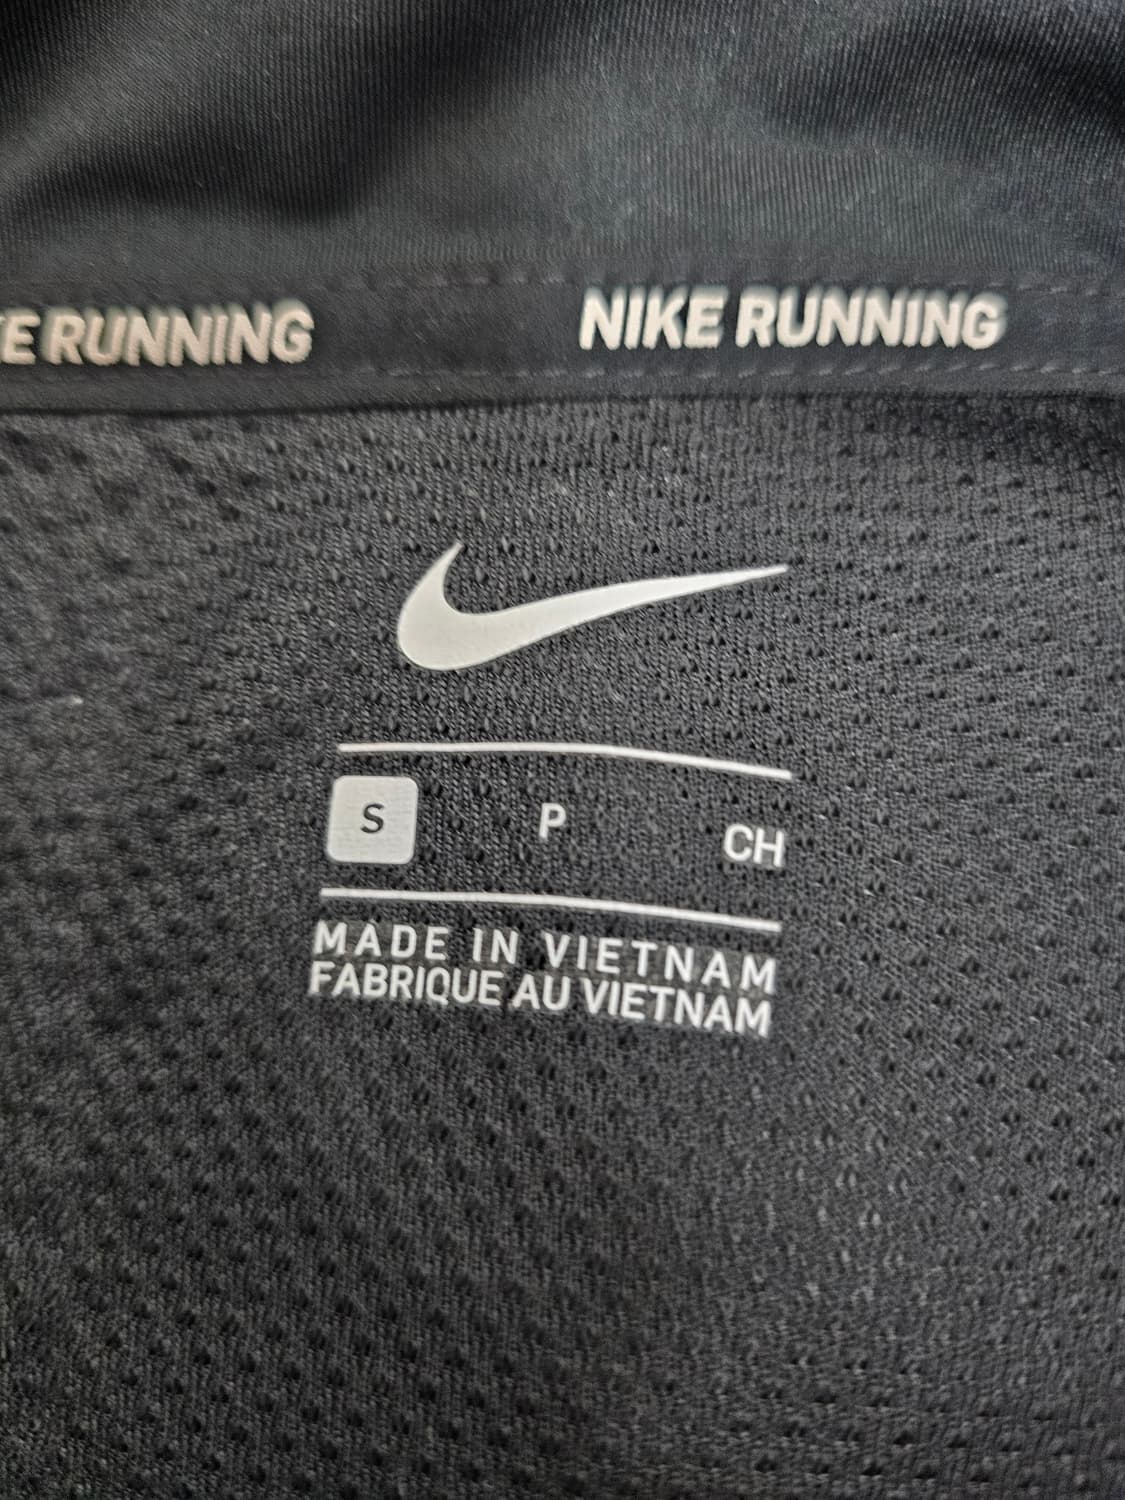 E RUNNING NIKE RUNNING
S P CH
MADE IN VIETNAM
FABRIQUE AU VIETNAM